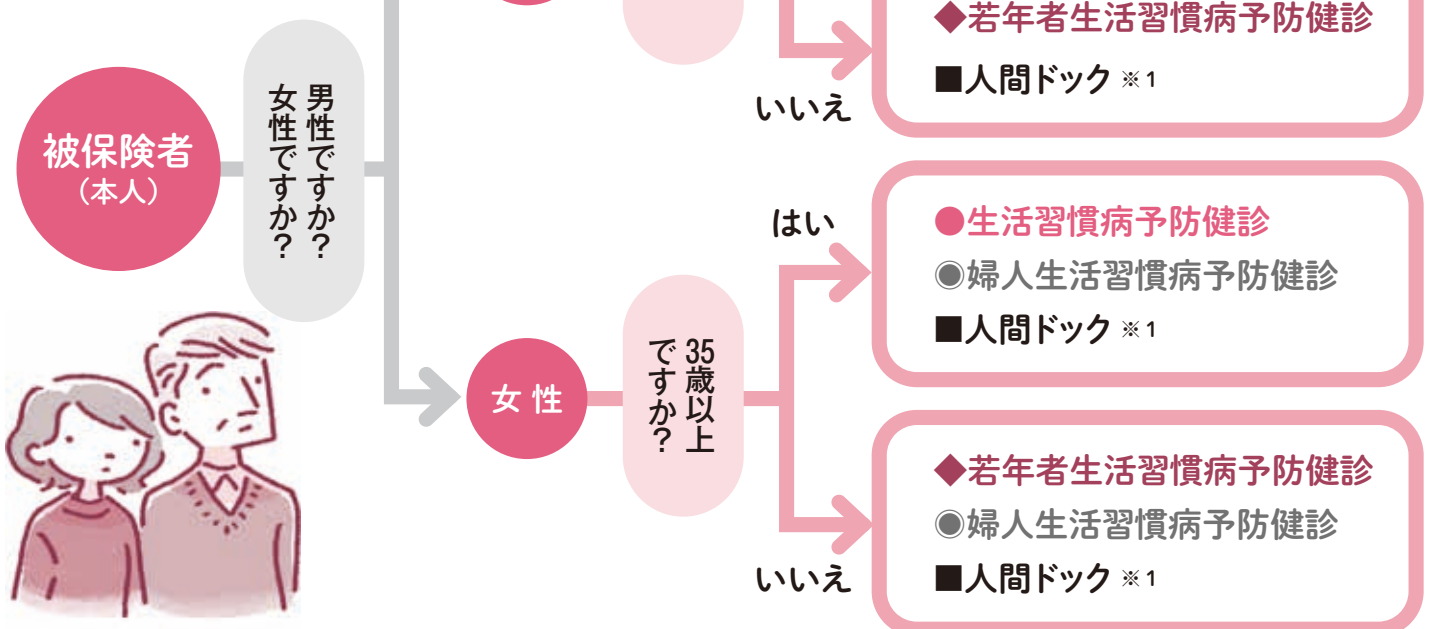 ◆若年者生活習慣病予防健診
■人間ドック ※1
いいえ
被保険者
（本人）
男性ですか？
女性ですか？
はい
●生活習慣病予防健診
◉婦人生活習慣病予防健診
■人間ドック ※1
女性
35歳以上
ですか？
◆若年者生活習慣病予防健診
◉婦人生活習慣病予防健診
■人間ドック ※1
いいえ